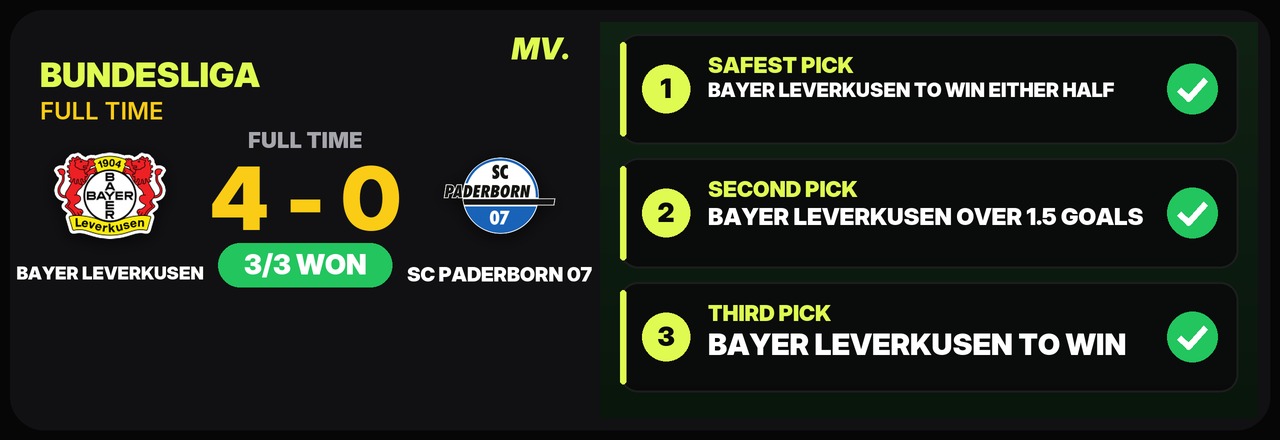 MV.
BUNDESLIGA
FULL TIME
FULL TIME
1904
BAYER
BAYER
Leverkusen
4 - 0
SC
PADERBORN
07
BAYER LEVERKUSEN
3/3 WON
SC PADERBORN 07
1
SAFEST PICK
BAYER LEVERKUSEN TO WIN EITHER HALF
2
SECOND PICK
BAYER LEVERKUSEN OVER 1.5 GOALS
3
THIRD PICK
BAYER LEVERKUSEN TO WIN